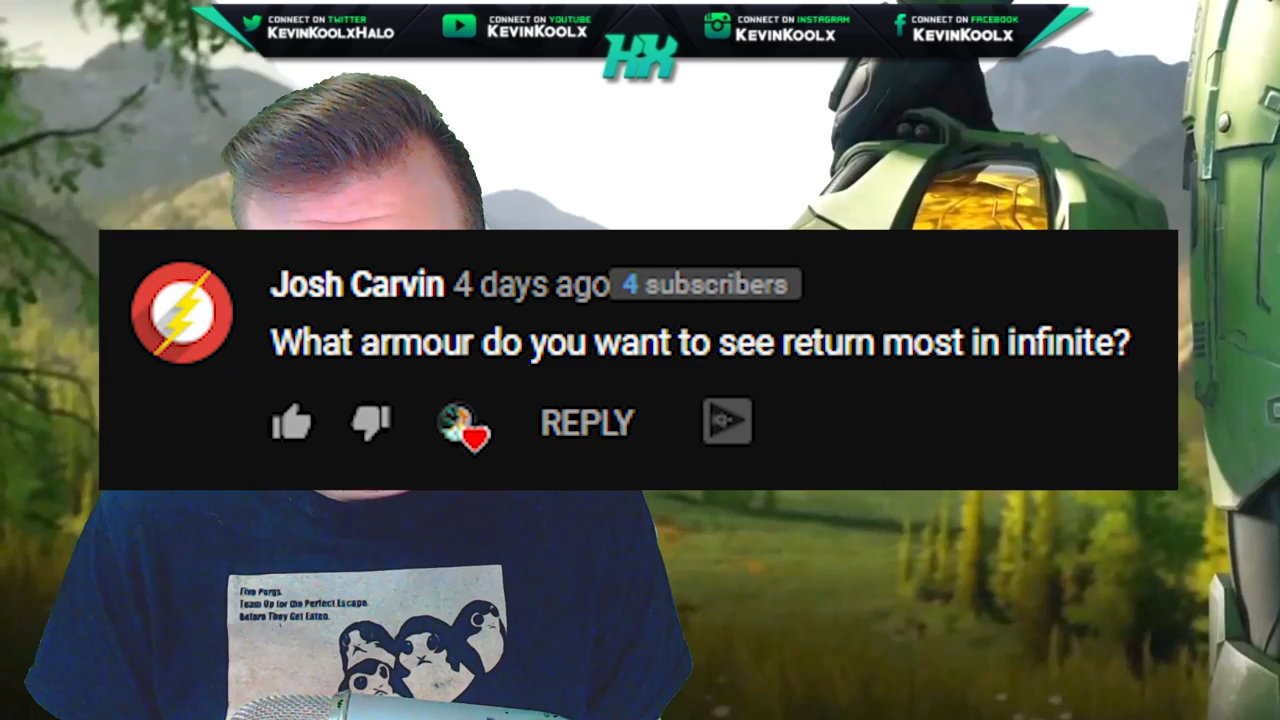 CONNECT ON TWITTER
KEVINKOOLXHALO
CONNECT ON YOUTUBE
KEVINKOOLX
CONNECT ON INSTAGRAM
KEVINKOOLX
CONNECT ON FACEBOOK
KEVINKOOLX
KX
Josh Carvin 4 days ago 4 subscribers
What armour do you want to see return most in infinite?
REPLY
Five Porgs.
Team Up for the Perfect Escape.
Before They Get Eaten.